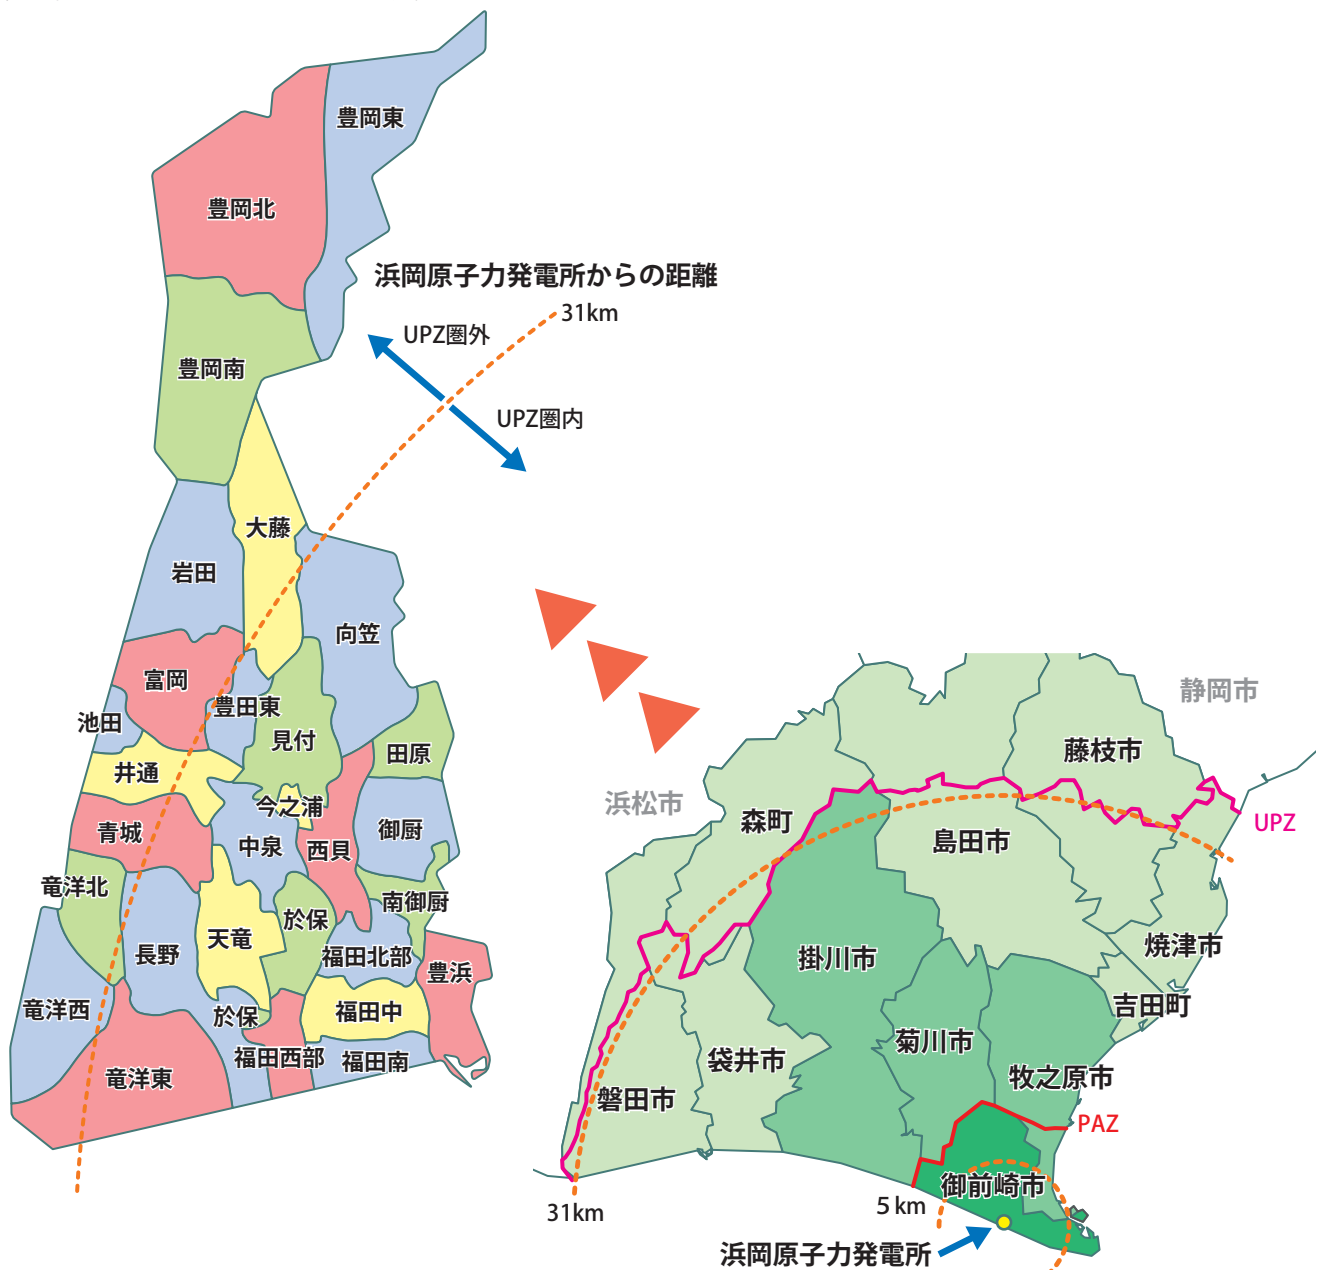 豊岡東
豊岡北
浜岡原子力発電所からの距離
31km
UPZ圏外
豊岡南
UPZ圏内
大藤
岩田
向笠
富岡
豊田東
池田
見付
田原
井通
今之浦
青城
中泉
西貝
御厨
竜洋北
南御厨
於保
天竜
長野
福田北部
豊浜
竜洋西
於保
福田中
福田西部
福田南
竜洋東
静岡市
藤枝市
浜松市
森町
島田市
UPZ
掛川市
焼津市
吉田町
菊川市
袋井市
牧之原市
磐田市
PAZ
御前崎市
5 km
31km
浜岡原子力発電所